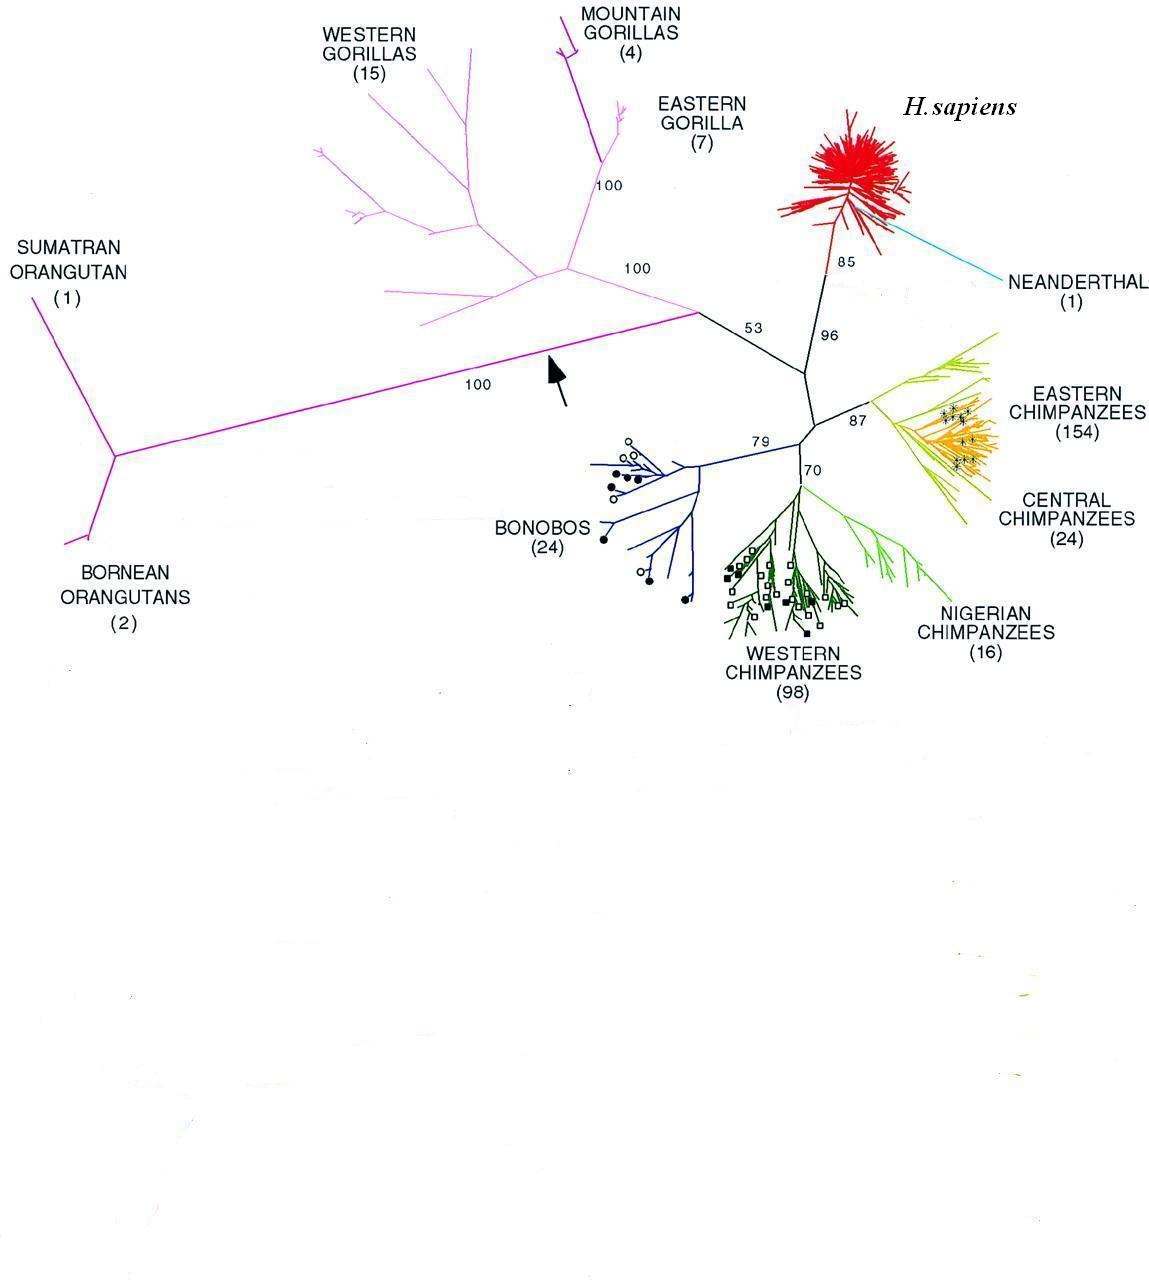 MOUNTAIN
GORILLAS
(4)
WESTERN
GORILLAS
(15)
EASTERN
GORILLA
(7)
H. sapiens
100
SUMATRAN
ORANGUTAN
(1)
100
85
NEANDERTHAL
(1)
53
96
100
EASTERN
CHIMPANZEES
(154)
87
79
70
CENTRAL
CHIMPANZEES
(24)
BONOBOS
(24)
BORNEAN
ORANGUTANS
(2)
NIGERIAN
CHIMPANZEES
(16)
WESTERN
CHIMPANZEES
(98)